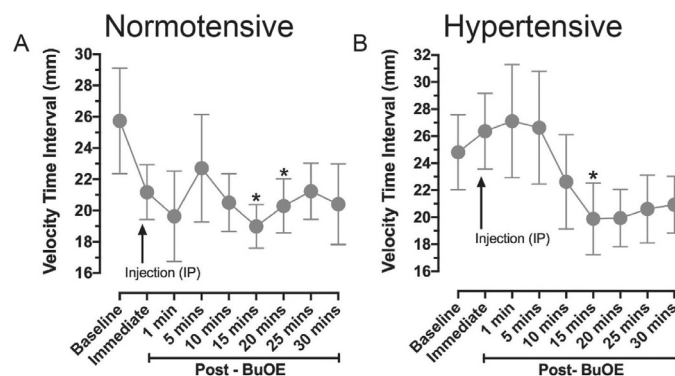 Normotensive
Hypertensive
A
Velocity Time Interval (mm)
30
28
26
24
22
20
18
16
*
*
Injection (IP)
Baseline
Immediate
1 min
5 mins
10 mins
15 mins
20 mins
25 mins
30 mins
Post - BuOE
B
Velocity Time Interval (mm)
32
30
28
26
24
22
20
18
16
*
Injection (IP)
Baseline
Immediate
1 min
5 mins
10 mins
15 mins
20 mins
25 mins
30 mins
Post- BuOE